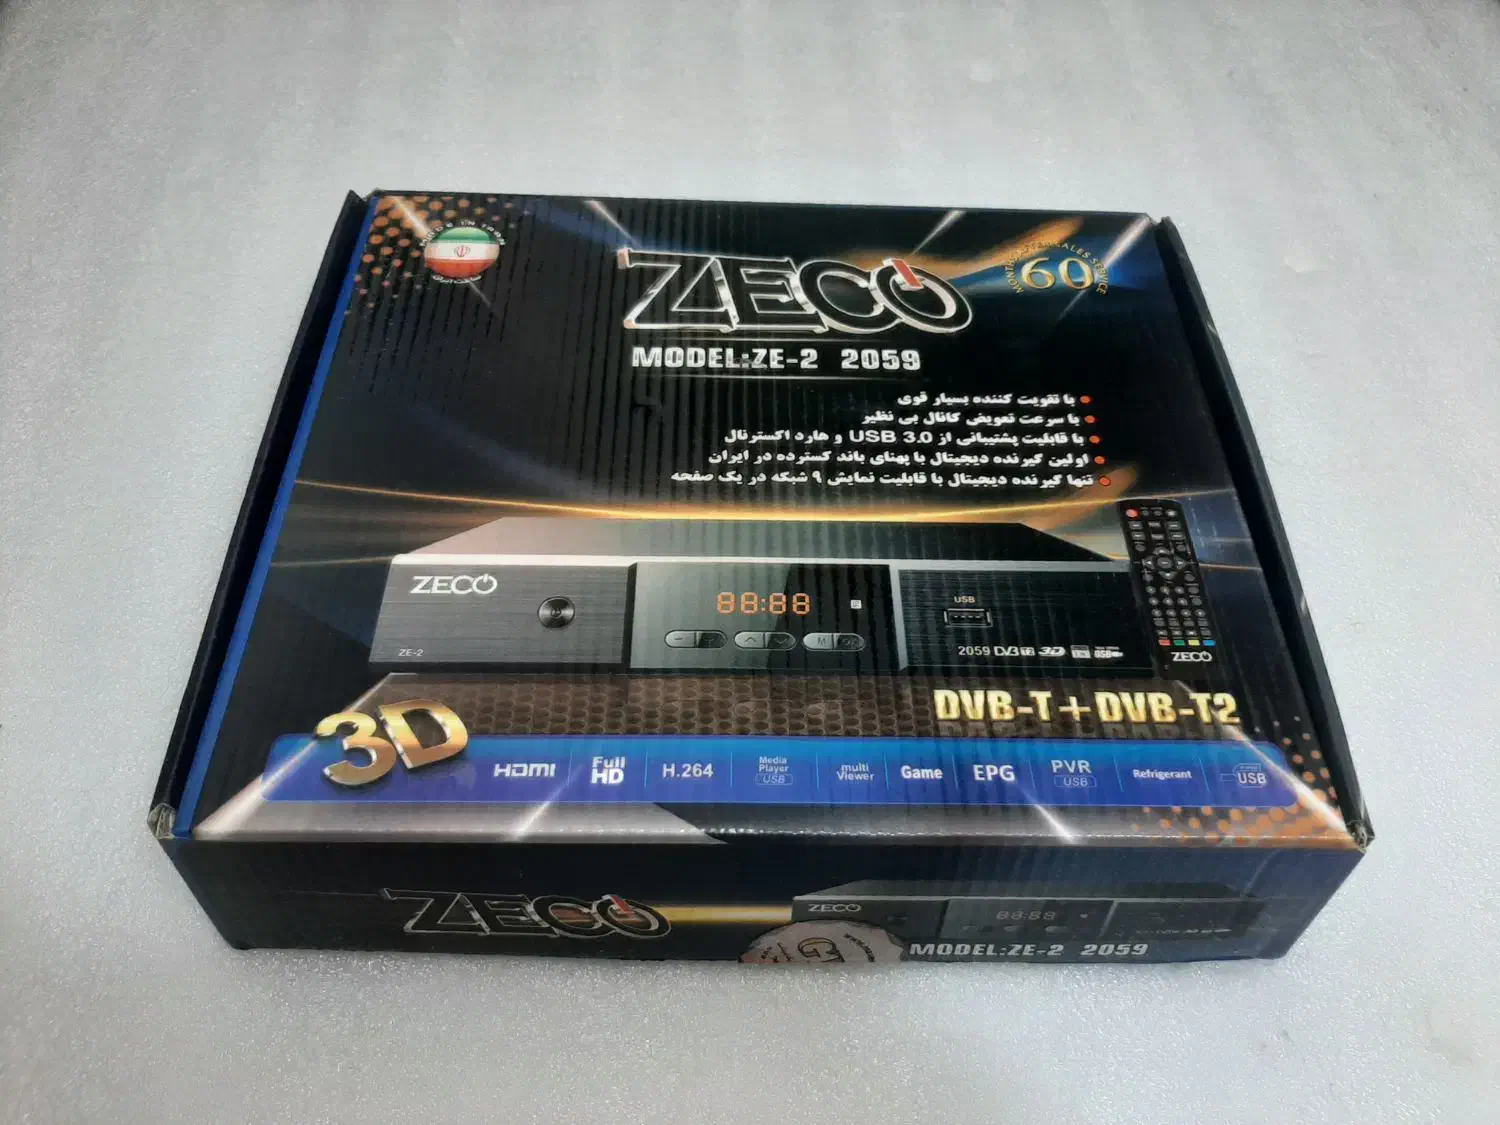 MADE IN IRAN
ساخت ایران
ZECO
60
MONTHS AFTER SALES SERVICE
MODEL:ZE-2 2059
با تقویت کننده بسیار قوی
با سرعت تعویض کانال بی نظیر
با قابلیت پشتیبانی از USB 3.0 و هارد اکسترنال
اولین گیرنده دیجیتال با پهنای باند گسترده در ایران
تنها گیرنده دیجیتال با قابلیت نمایش ۹ شبکه در یک صفحه
ZECO
88:88
USB
M
ZE-2
2059 DVB T2 3D
USB
ZECO
DVB-T+DVB-T2
3D
HDMI
Full HD
H.264
Media Player USB
multi Viewer
Game
EPG
PVR USB
Refrigerant
USB
ZECO
ZECO
88:88
MODEL:ZE-2 2059